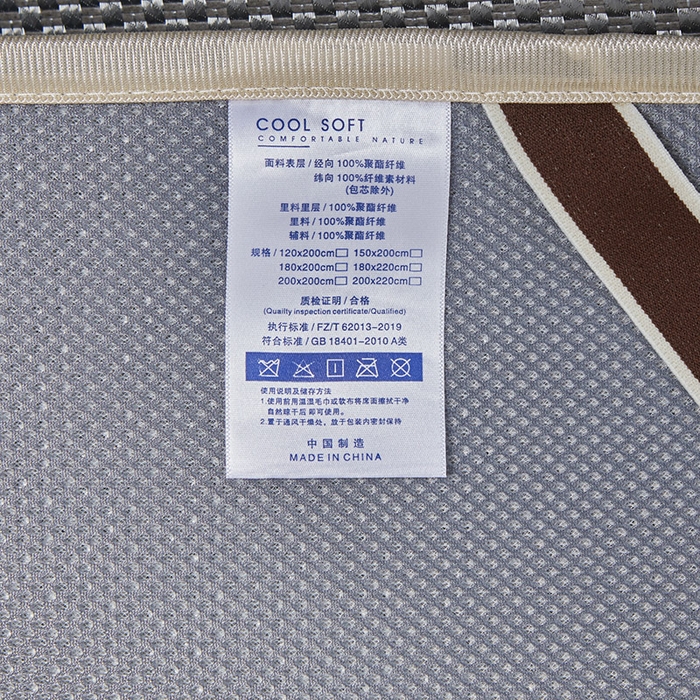 COOL SOFT
COMFORTABLE NATURE
面料表层 / 经向 100%聚酯纤维
纬向 100%纤维素材料
(包芯除外)
里料里层 / 100%聚酯纤维
里料 / 100%聚酯纤维
辅料 / 100%聚酯纤维
规格 / 120x200cm□ 150x200cm□
180x200cm□ 180x220cm□
200x200cm□ 200x220cm□
质检证明 / 合格
(Quailty inspection certificate/Qualified)
执行标准 / FZ/T 62013-2019
符合标准 / GB 18401-2010 A类
使用说明及储存方法
1.使用前用温湿毛巾或软布将席面擦拭干净
自然晾干后即可使用。
2.置于通风干燥处、放于包装内密封保持
中国制造
MADE IN CHINA